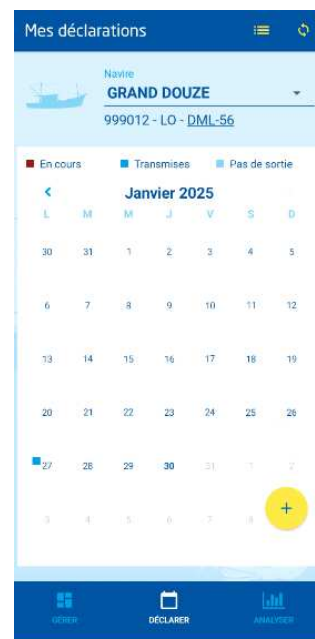 Mes déclarations
Navire
GRAND DOUZE
999012 - LO - DML-56
En cours Transmises Pas de sortie
Janvier 2025
L M M J V S D
30 31 1 2 3 4 5
6 7 8 9 10 11 12
13 14 15 16 17 18 19
20 21 22 23 24 25 26
27 28 29 30 31 1 2
3 4 5 6 7 8
+
GÉRER DÉCLARER ANALYSER